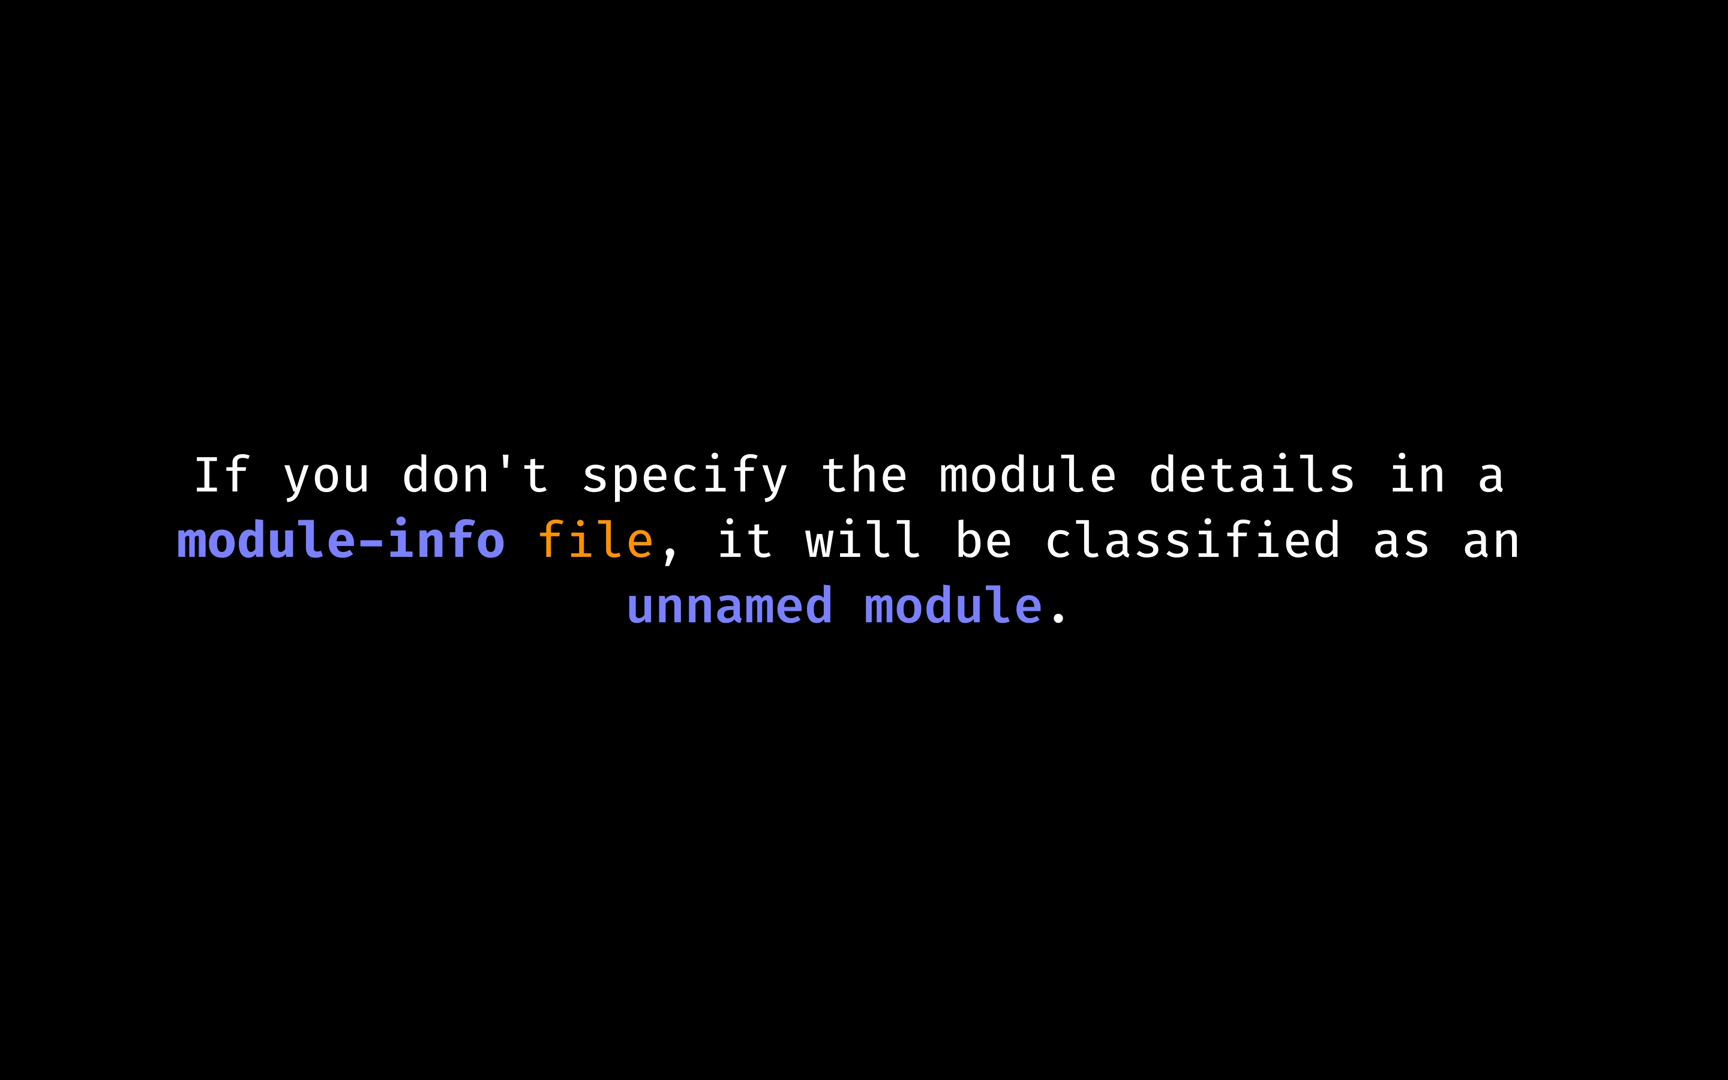 If you don't specify the module details in a
module-info file, it will be classified as an
unnamed module.